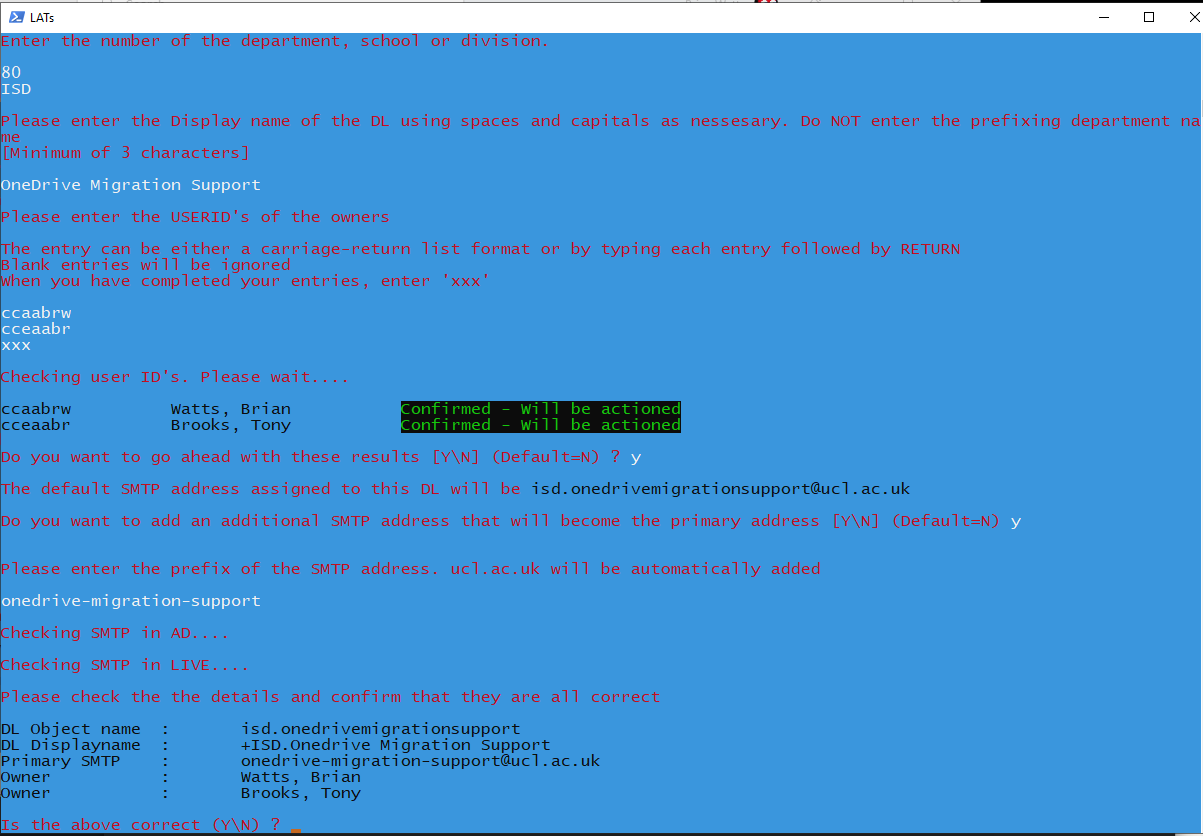 LATs
Enter the number of the department, school or division.
80
ISD
Please enter the Display name of the DL using spaces and capitals as nessesary. Do NOT enter the prefixing department na
me
[Minimum of 3 characters]
OneDrive Migration Support
Please enter the USERID's of the owners
The entry can be either a carriage-return list format or by typing each entry followed by RETURN
Blank entries will be ignored
When you have completed your entries, enter 'xxx'
ccaabrw
cceaabr
xxx
Checking user ID's. Please wait....
ccaabrw Watts, Brian Confirmed - Will be actioned
cceaabr Brooks, Tony Confirmed - Will be actioned
Do you want to go ahead with these results [Y\N] (Default=N) ? y
The default SMTP address assigned to this DL will be isd.onedrivemigrationsupport@ucl.ac.uk
Do you want to add an additional SMTP address that will become the primary address [Y\N] (Default=N) y
Please enter the prefix of the SMTP address. ucl.ac.uk will be automatically added
onedrive-migration-support
Checking SMTP in AD....
Checking SMTP in LIVE....
Please check the the details and confirm that they are all correct
DL Object name : isd.onedrivemigrationsupport
DL Displayname : +ISD.Onedrive Migration Support
Primary SMTP : onedrive-migration-support@ucl.ac.uk
Owner : Watts, Brian
Owner : Brooks, Tony
Is the above correct (Y\N) ?